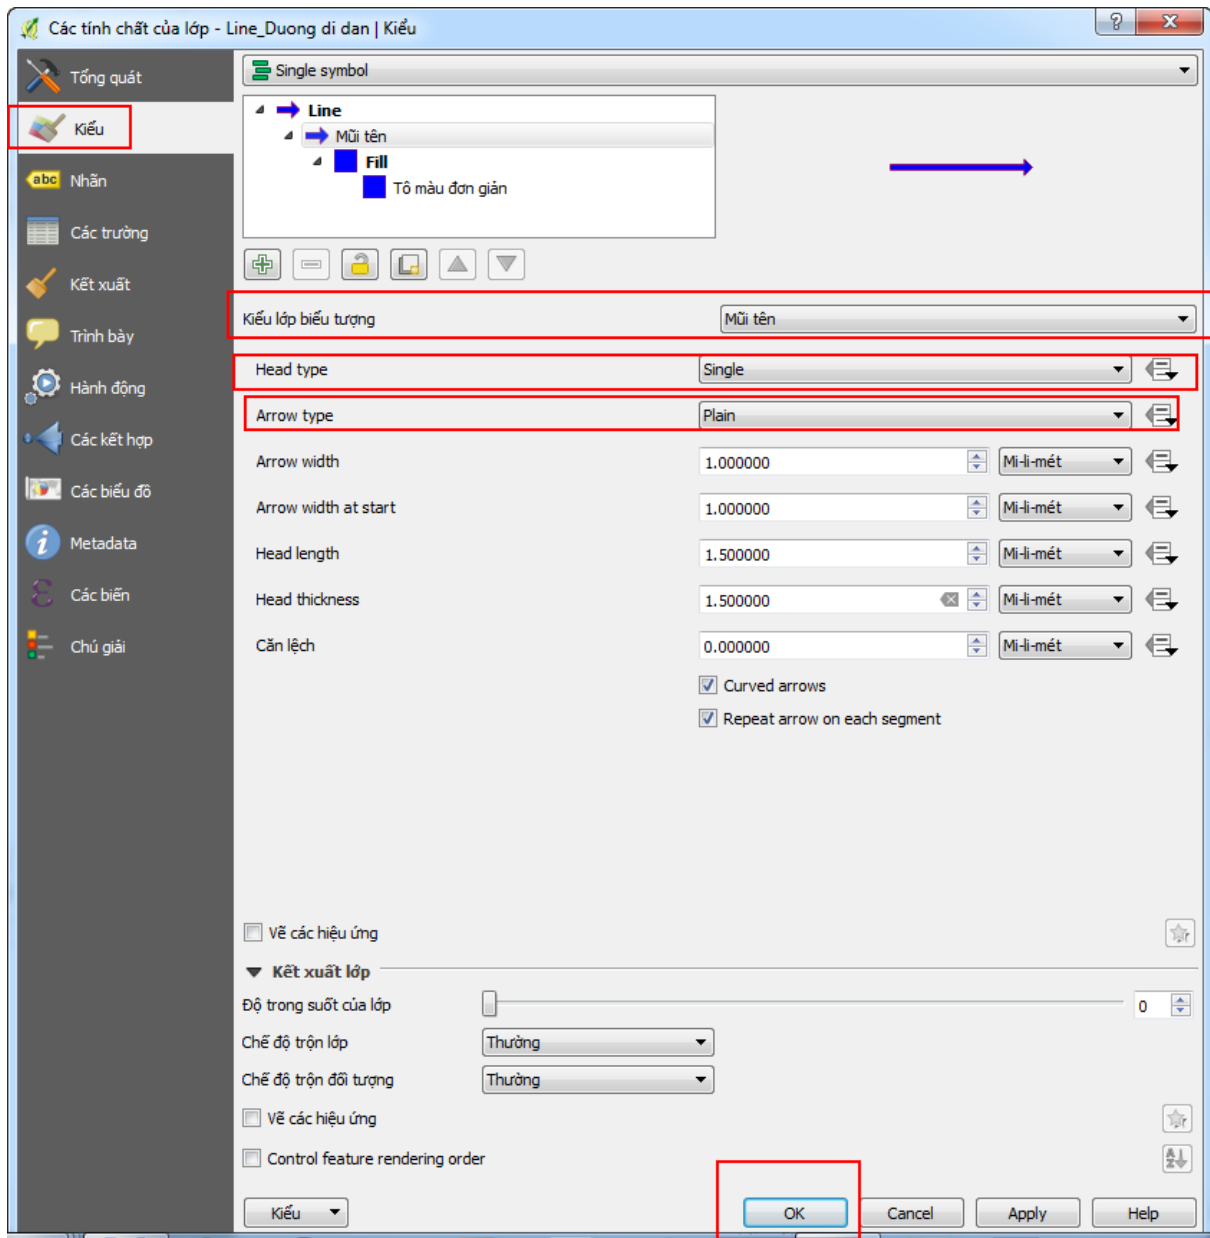 Các tính chất của lớp - Line_Duong di dan | Kiểu
Tổng quát
Kiểu
Nhãn
Các trường
Kết xuất
Trình bày
Hành động
Các kết hợp
Các biểu đồ
Metadata
Các biến
Chú giải
abc
Single symbol
Line
Mũi tên
Fill
Tô màu đơn giản
Kiểu lớp biểu tượng Mũi tên
Head type Single
Arrow type Plain
Arrow width 1.000000 Mi-li-mét
Arrow width at start 1.000000 Mi-li-mét
Head length 1.500000 Mi-li-mét
Head thickness 1.500000 Mi-li-mét
Căn lệch 0.000000 Mi-li-mét
Curved arrows
Repeat arrow on each segment
Vẽ các hiệu ứng
Kết xuất lớp
Độ trong suốt của lớp 0
Chế độ trộn lớp Thường
Chế độ trộn đối tượng Thường
Vẽ các hiệu ứng
Control feature rendering order
Kiểu OK Cancel Apply Help